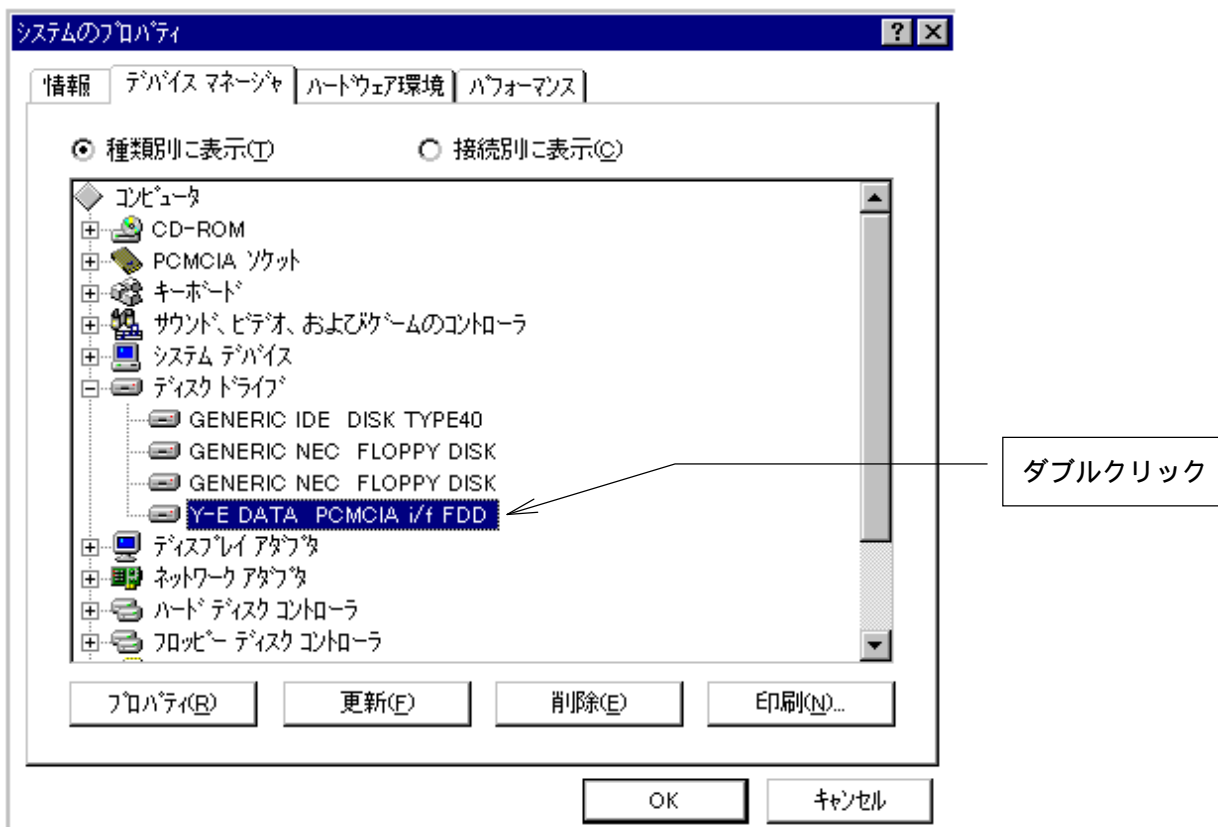 システムのプロパティ
情報 デバイス マネージャ ハードウェア環境 パフォーマンス
種類別に表示(T) 接続別に表示(C)
コンピュータ
CD-ROM
PCMCIA ソケット
キーボード
サウンド、ビデオ、およびゲームのコントローラ
システム デバイス
ディスク ドライブ
GENERIC IDE DISK TYPE40
GENERIC NEC FLOPPY DISK
GENERIC NEC FLOPPY DISK
Y-E DATA PCMCIA i/f FDD
ダブルクリック
ディスプレイ アダプタ
ネットワーク アダプタ
ハード ディスク コントローラ
フロッピー ディスク コントローラ
プロパティ(R) 更新(F) 削除(E) 印刷(N)...
OK キャンセル